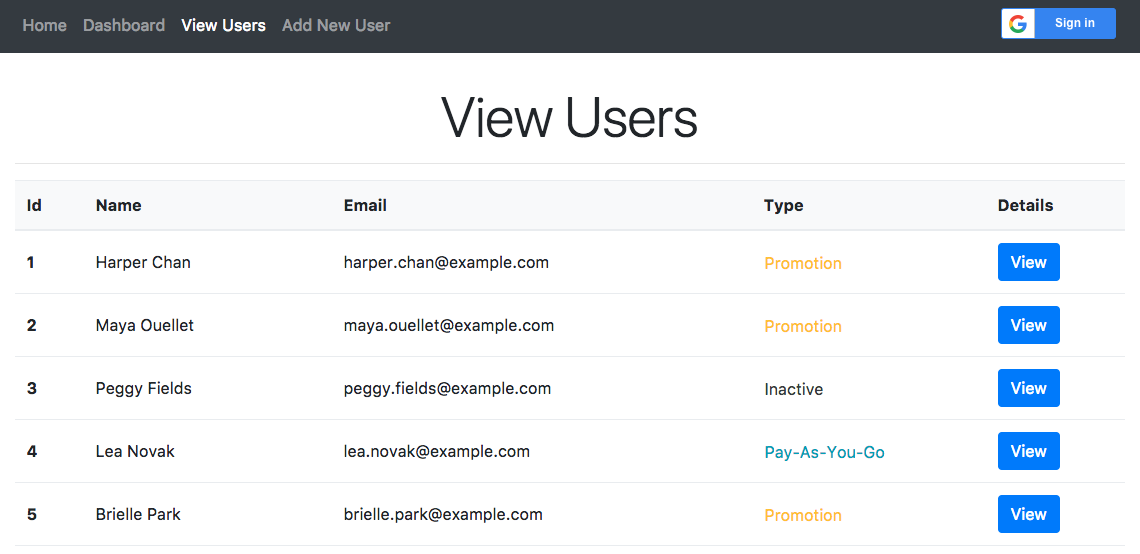 Home Dashboard View Users Add New User Sign in
View Users
Id Name Email Type Details
1 Harper Chan harper.chan@example.com Promotion View
2 Maya Ouellet maya.ouellet@example.com Promotion View
3 Peggy Fields peggy.fields@example.com Inactive View
4 Lea Novak lea.novak@example.com Pay-As-You-Go View
5 Brielle Park brielle.park@example.com Promotion View